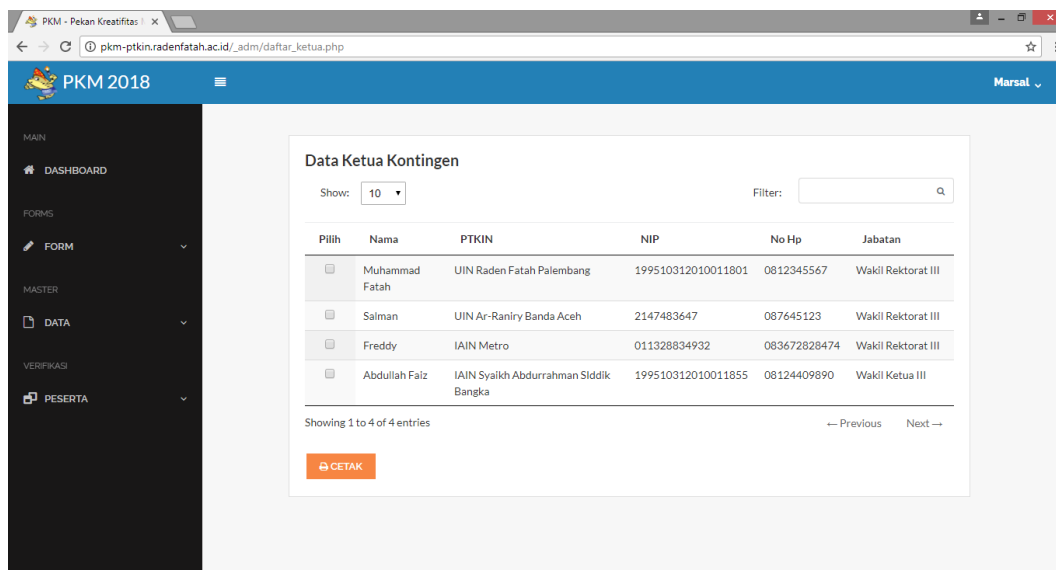 PKM - Pekan Kreatifitas
pkm-ptkin.radenfatah.ac.id/_adm/daftar_ketua.php
PKM 2018
Marsal
MAIN
DASHBOARD
FORMS
FORM
MASTER
DATA
VERIFIKASI
PESERTA
Data Ketua Kontingen
Show: 10 Filter:
Pilih Nama PTKIN NIP No Hp Jabatan
Muhammad UIN Raden Fatah Palembang 199510312010011801 0812345567 Wakil Rektorat III
Fatah
Salman UIN Ar-Raniry Banda Aceh 2147483647 087645123 Wakil Rektorat III
Freddy IAIN Metro 011328834932 083672828474 Wakil Rektorat III
Abdullah Faiz IAIN Syaikh Abdurrahman SIddik 199510312010011855 08124409890 Wakil Ketua III
Bangka
Showing 1 to 4 of 4 entries
← Previous Next →
CETAK